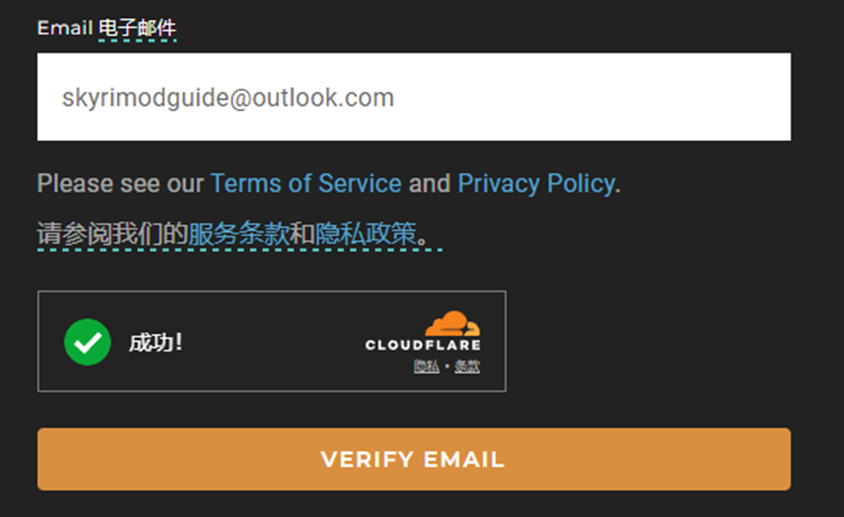 Email 电子邮件
skyrimodguide@outlook.com
Please see our Terms of Service and Privacy Policy.
请参阅我们的服务条款和隐私政策。
成功!
CLOUDFLARE
隐私 • 条款
VERIFY EMAIL